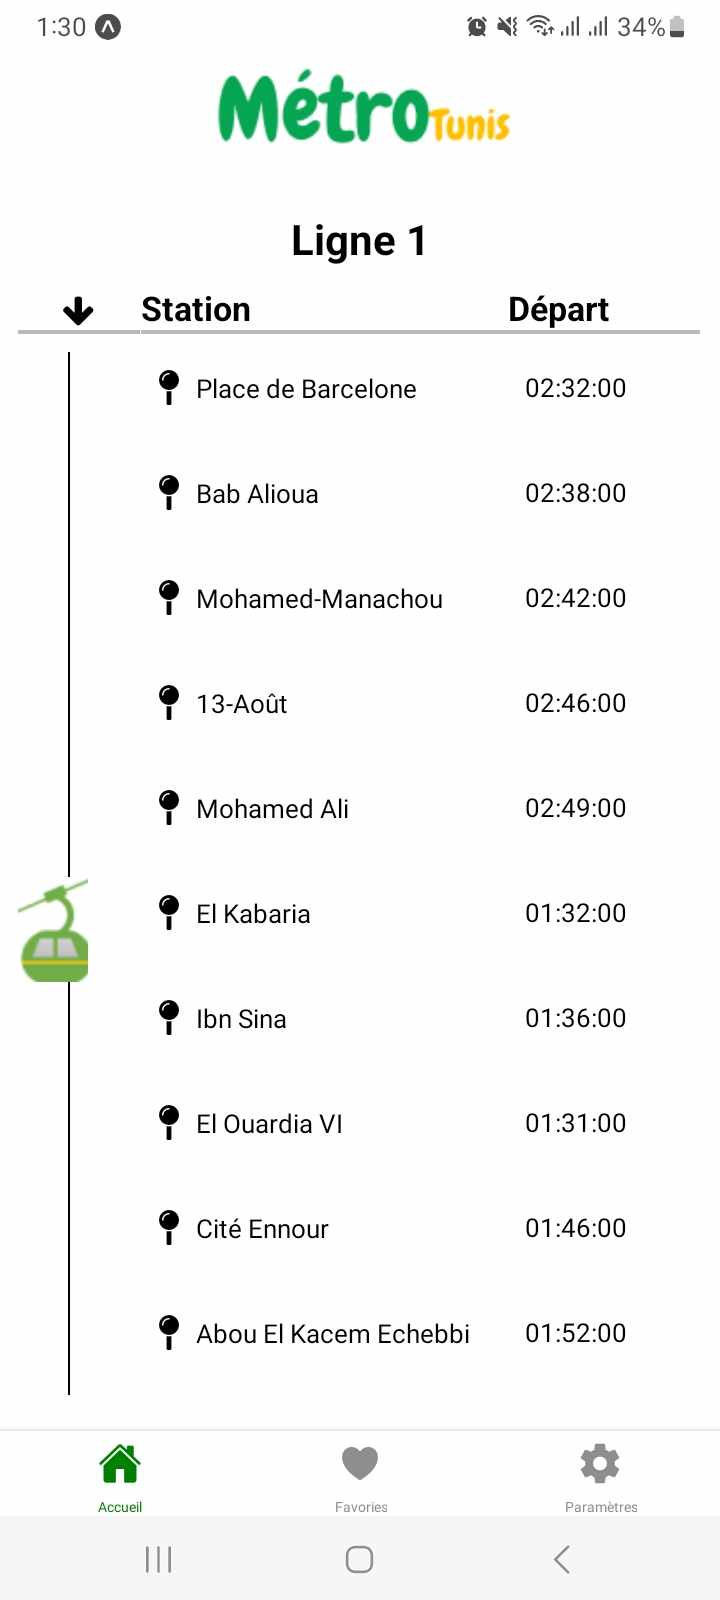 1:30 34%
Métro Tunis
Ligne 1
Station Départ
Place de Barcelone 02:32:00
Bab Alioua 02:38:00
Mohamed-Manachou 02:42:00
13-Août 02:46:00
Mohamed Ali 02:49:00
El Kabaria 01:32:00
Ibn Sina 01:36:00
El Ouardia VI 01:31:00
Cité Ennour 01:46:00
Abou El Kacem Echebbi 01:52:00
Accueil Favories Paramètres